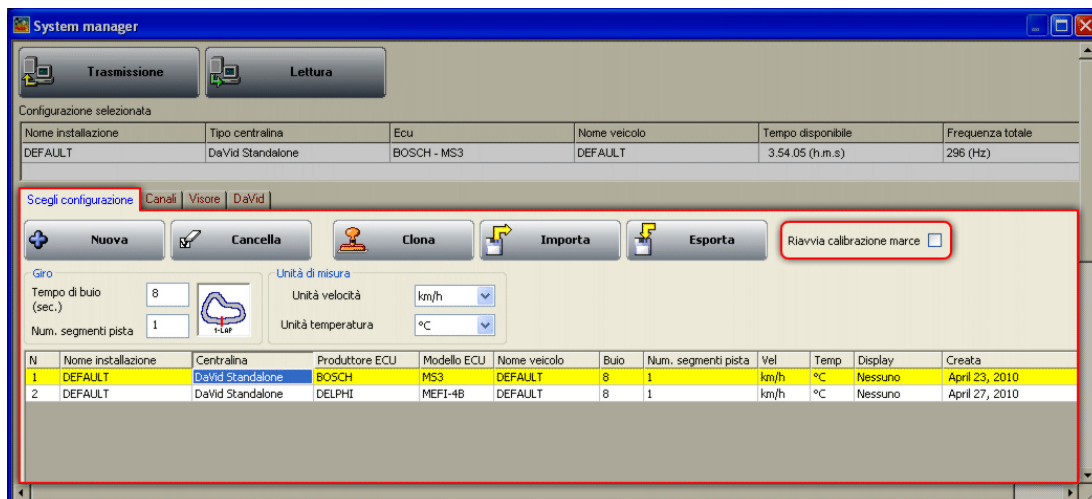 System manager
Trasmissione Lettura
Configurazione selezionata
Nome installazione Tipo centralina Ecu Nome veicolo Tempo disponibile Frequenza totale
DEFAULT DaVid Standalone BOSCH - MS3 DEFAULT 3.54.05 (h.m.s) 296 (Hz)
Scegli configurazione Canali Visore DaVid
Nuova Cancella Clona Importa Esporta Riavvia calibrazione marce
Giro Unità di misura
Tempo di buio (sec.) 8 Unità velocità km/h
Num. segmenti pista 1 1-LAP Unità temperatura °C
N Nome installazione Centralina Produttore ECU Modello ECU Nome veicolo Buio Num. segmenti pista Vel Temp Display Creata
1 DEFAULT DaVid Standalone BOSCH MS3 DEFAULT 8 1 km/h °C Nessuno April 23, 2010
2 DEFAULT DaVid Standalone DELPHI MEFI-4B DEFAULT 8 1 km/h °C Nessuno April 27, 2010